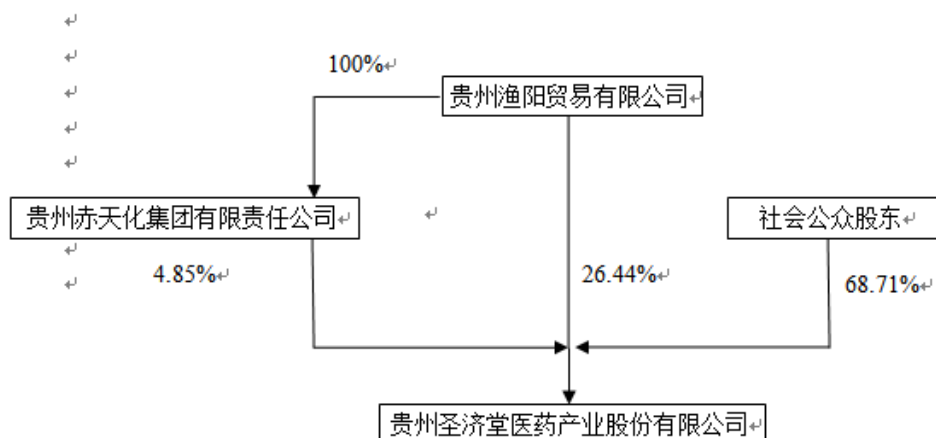 100%
贵州渔阳贸易有限公司
贵州赤天化集团有限责任公司
社会公众股东
4.85%
26.44%
68.71%
贵州圣济堂医药产业股份有限公司